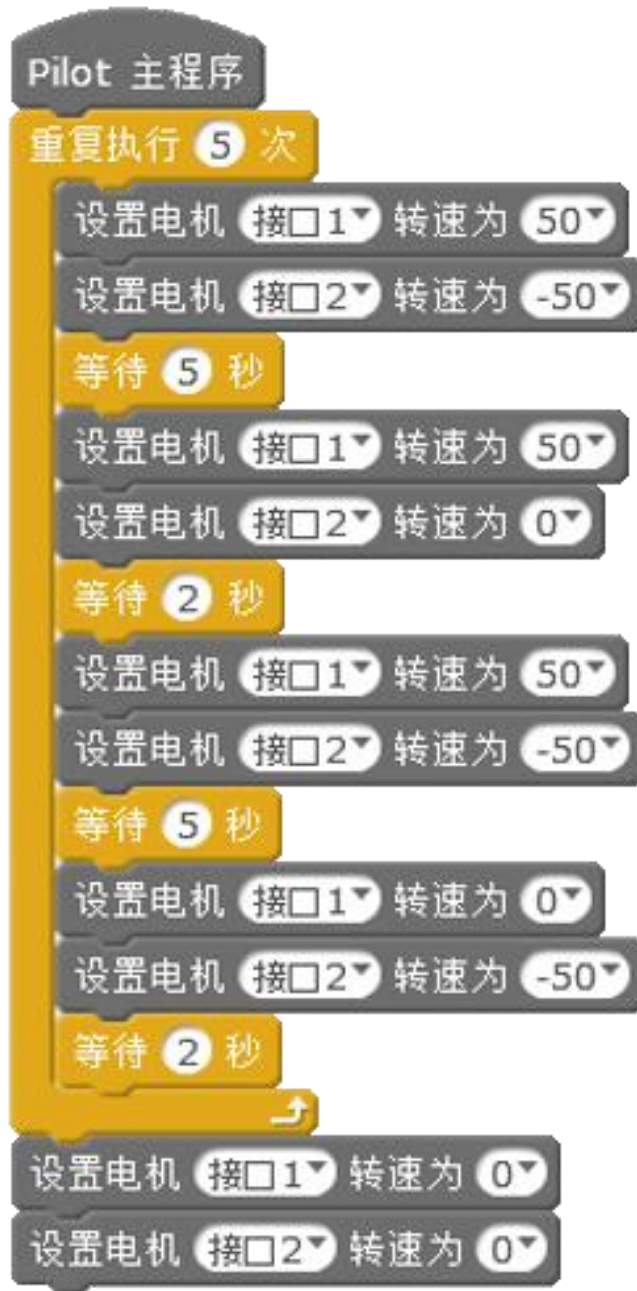 Pilot 主程序
重复执行 5 次
设置电机 接口1 转速为 50
设置电机 接口2 转速为 -50
等待 5 秒
设置电机 接口1 转速为 50
设置电机 接口2 转速为 0
等待 2 秒
设置电机 接口1 转速为 50
设置电机 接口2 转速为 -50
等待 5 秒
设置电机 接口1 转速为 0
设置电机 接口2 转速为 -50
等待 2 秒
设置电机 接口1 转速为 0
设置电机 接口2 转速为 0